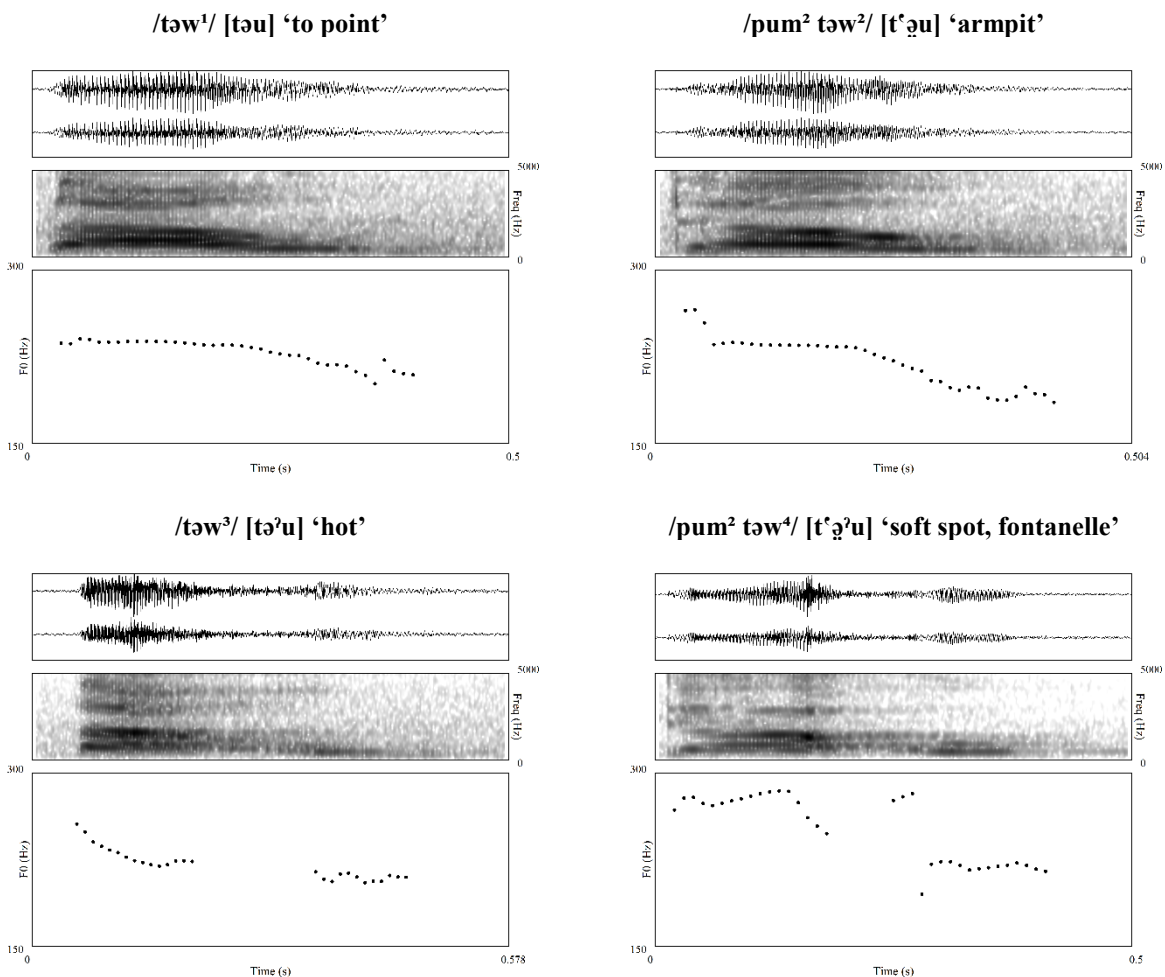 /təw¹/ [təu] ‘to point’
5000
Freq (Hz)
0
300
F0 (Hz)
150
0
0.5
Time (s)
/pum² təw²/ [tʻə̤u] ‘armpit’
5000
Freq (Hz)
0
300
F0 (Hz)
150
0
0.504
Time (s)
/təw³/ [təˀu] ‘hot’
5000
Freq (Hz)
0
300
F0 (Hz)
150
0
0.578
Time (s)
/pum² təw⁴/ [tʻə̤ˀu] ‘soft spot, fontanelle’
5000
Freq (Hz)
0
300
F0 (Hz)
150
0
0.5
Time (s)